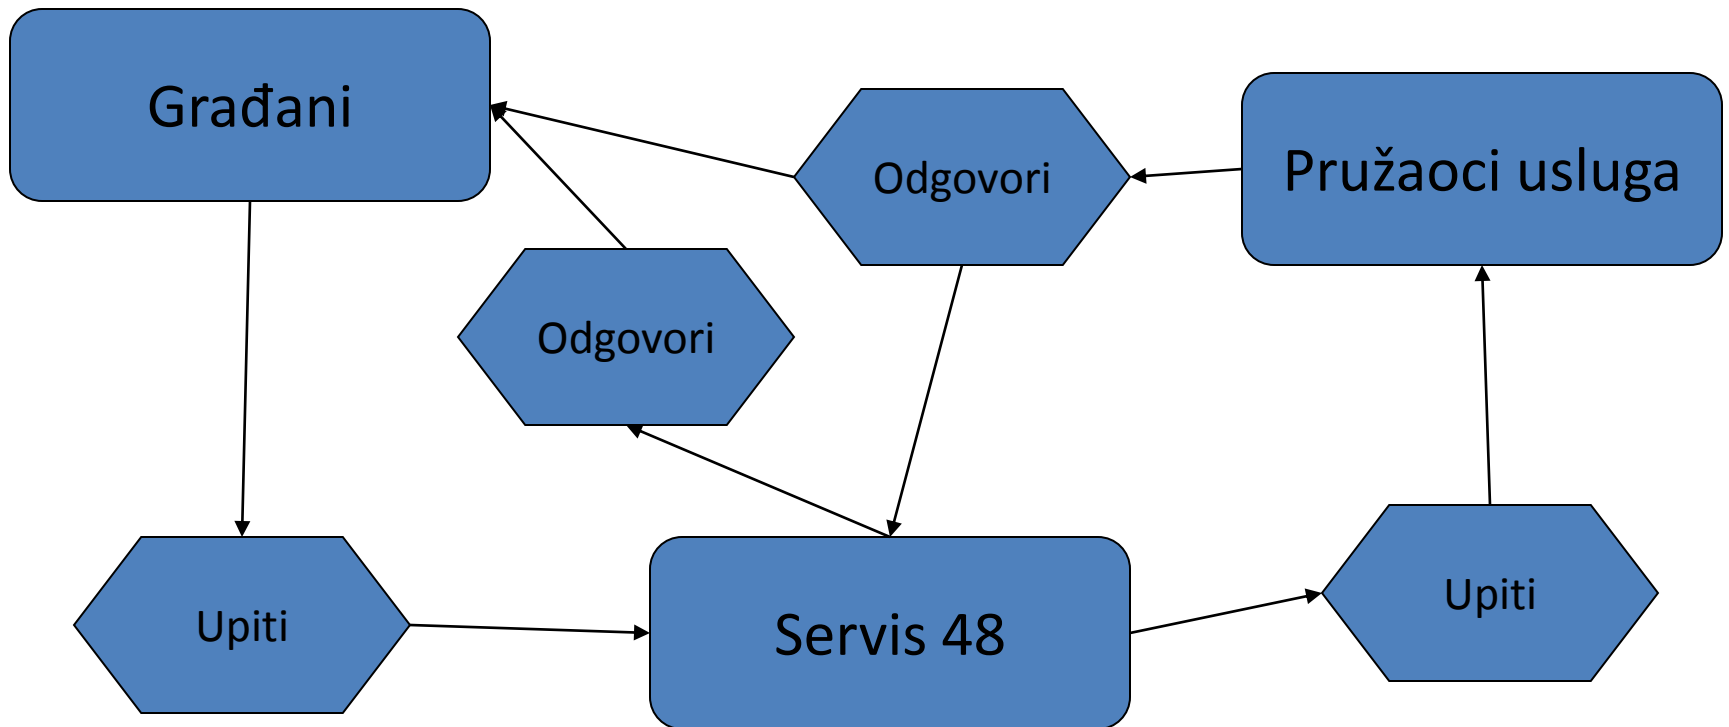 Građani
Odgovori
Pružaoci usluga
Odgovori
Upiti
Servis 48
Upiti